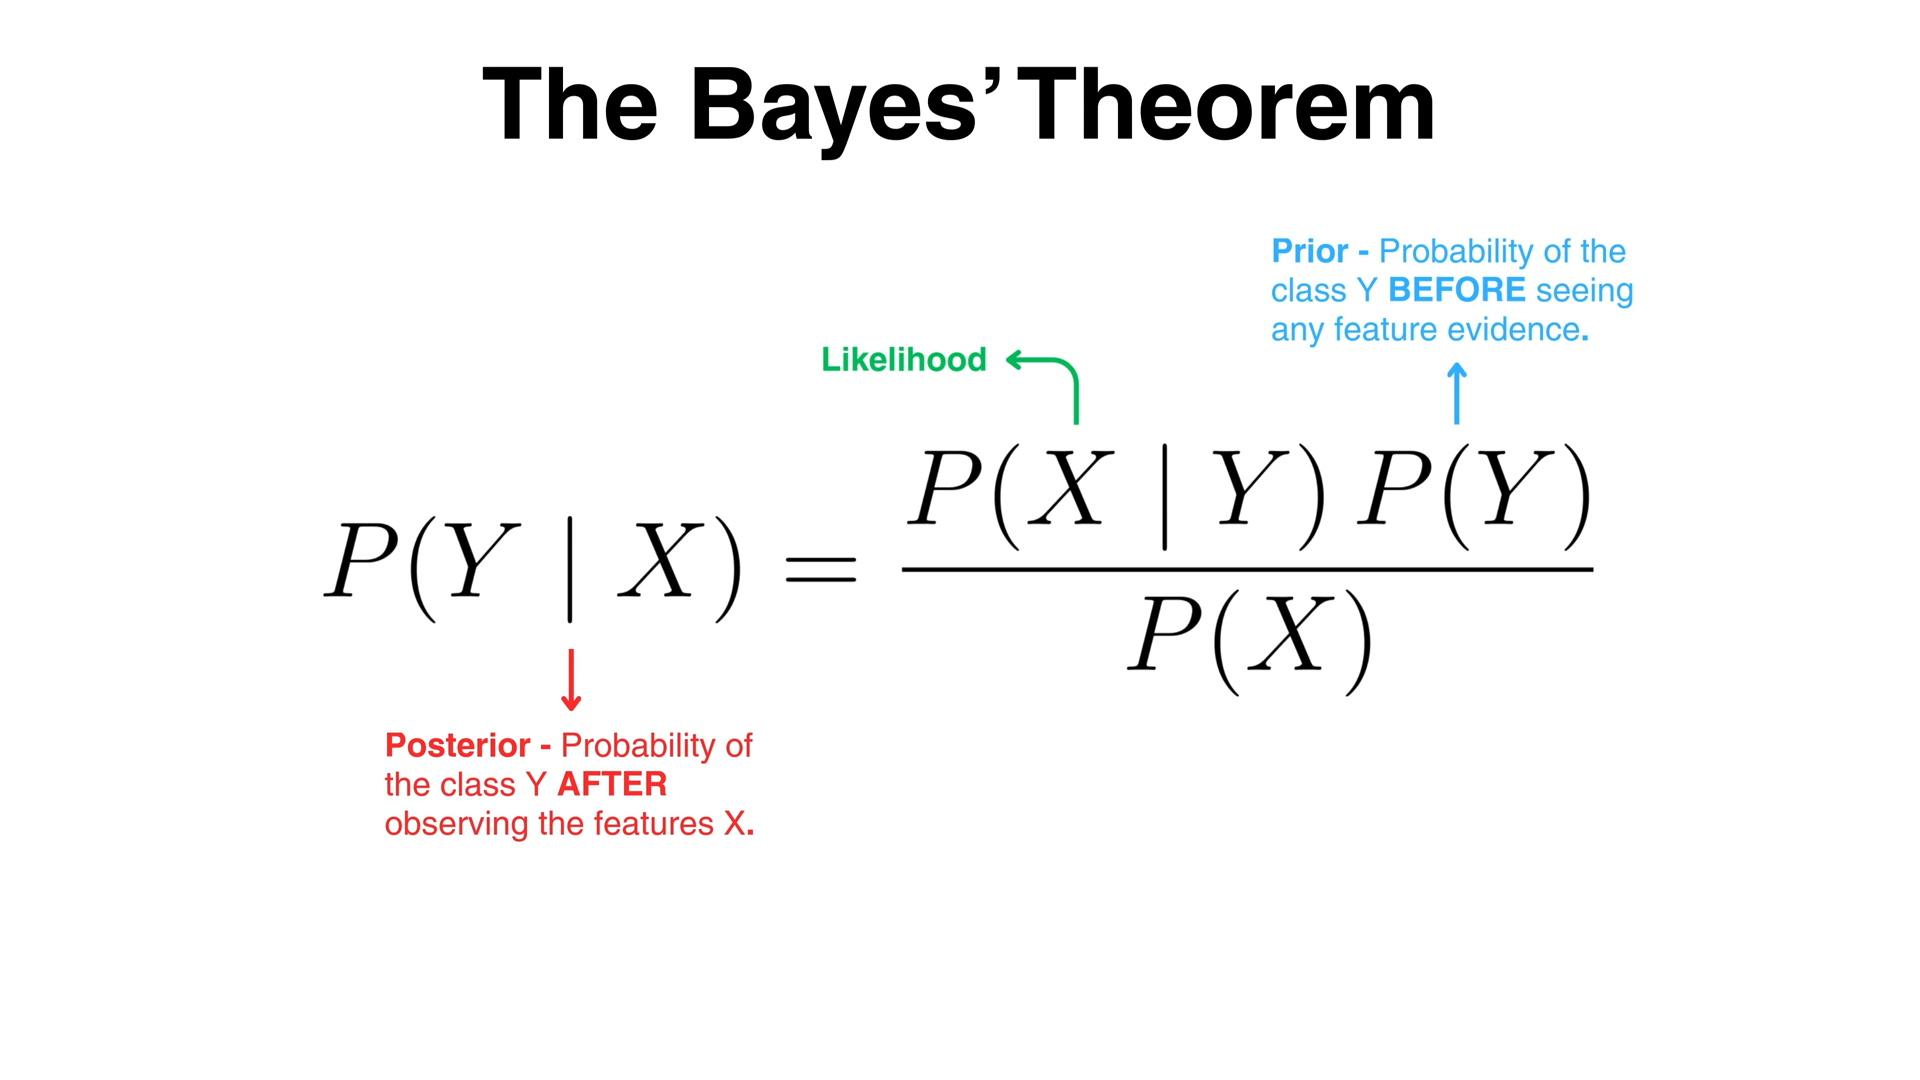 The Bayes’ Theorem
Prior - Probability of the
class Y BEFORE seeing
any feature evidence.
Likelihood
P(Y | X) = P(X | Y) P(Y)
P(X)
Posterior - Probability of
the class Y AFTER
observing the features X.